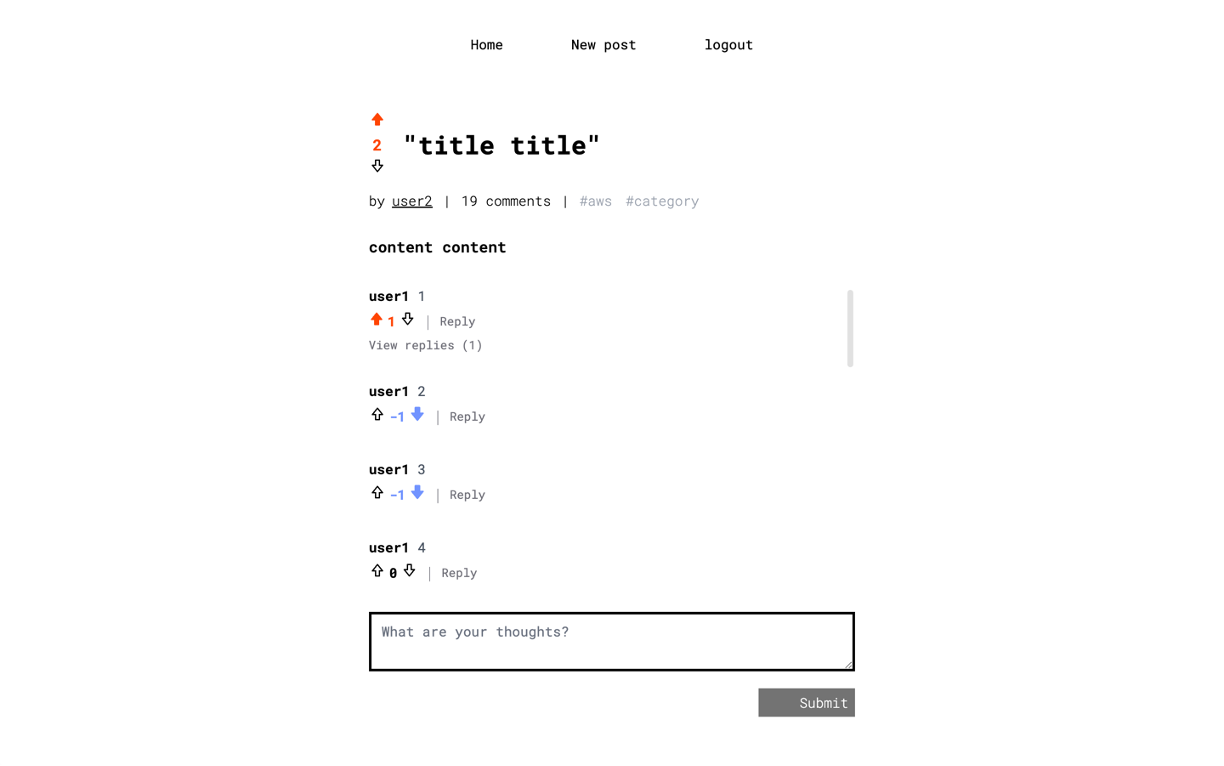 Home New post logout
2
"title title"
by user2 | 19 comments | #aws #category
content content
user1 1
1 | Reply
View replies (1)
user1 2
-1 | Reply
user1 3
-1 | Reply
user1 4
0 | Reply
What are your thoughts?
Submit